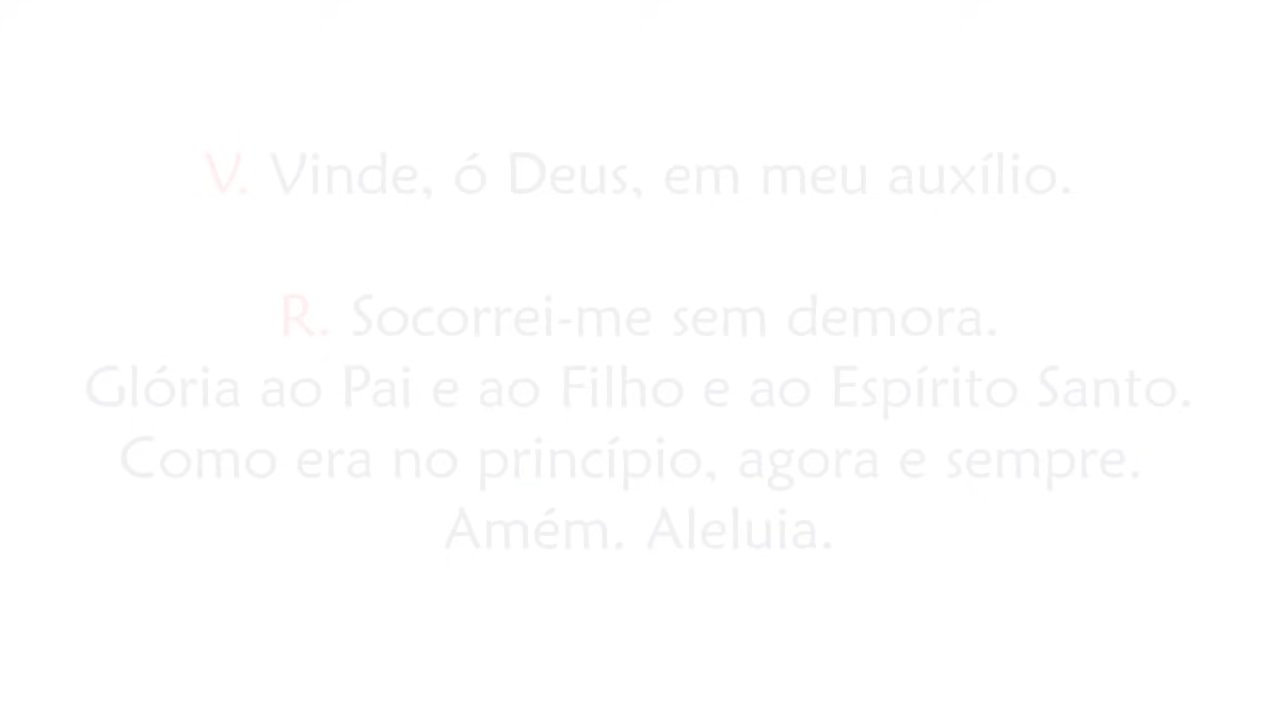 V. Vinde, ó Deus, em meu auxílio.
R. Socorrei-me sem demora.
Glória ao Pai e ao Filho e ao Espírito Santo.
Como era no princípio, agora e sempre.
Amém. Aleluia.